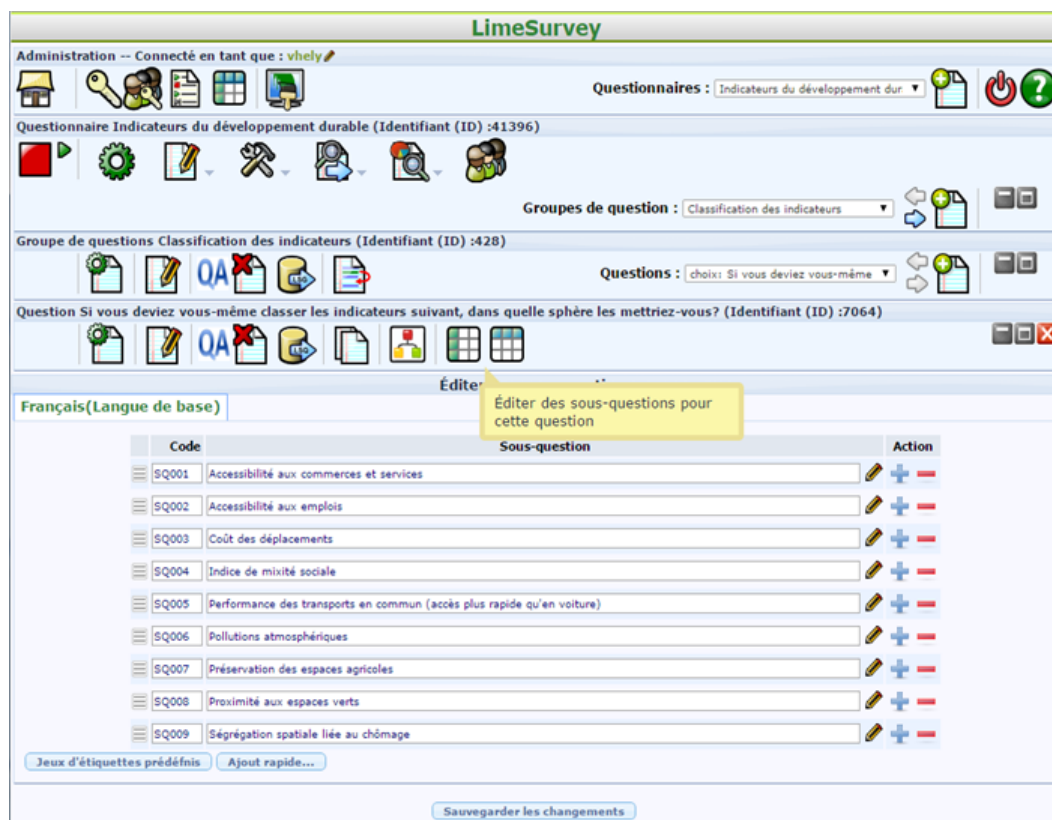 LimeSurvey
Administration -- Connecté en tant que : vhely
Questionnaires : Indicateurs du développement dur
Questionnaire Indicateurs du développement durable (Identifiant (ID) :41396)
Groupes de question : Classification des indicateurs
Groupe de questions Classification des indicateurs (Identifiant (ID) :428)
QA
LSQ
Questions : choix: Si vous deviez vous-même
Question Si vous deviez vous-même classer les indicateurs suivant, dans quelle sphère les mettriez-vous? (Identifiant (ID) :7064)
QA
LSQ
Éditer
Éditer des sous-questions pour
cette question
Français(Langue de base)
Code Sous-question Action
SQ001 Accessibilité aux commerces et services
SQ002 Accessibilité aux emplois
SQ003 Coût des déplacements
SQ004 Indice de mixité sociale
SQ005 Performance des transports en commun (accès plus rapide qu'en voiture)
SQ006 Pollutions atmosphériques
SQ007 Préservation des espaces agricoles
SQ008 Proximité aux espaces verts
SQ009 Ségrégation spatiale liée au chômage
Jeux d'étiquettes prédéfnis Ajout rapide...
Sauvegarder les changements